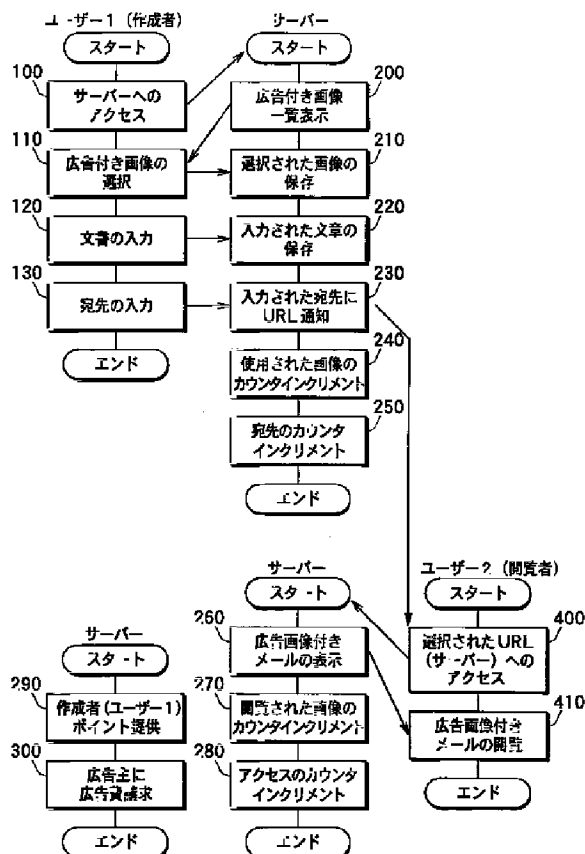 ユーザー1(作成者)
スタート
100
サーバーへの
アクセス
110
広告付き画像の
選択
120
文書の入力
130
宛先の入力
エンド
サーバー
スタート
200
広告付き画像
一覧表示
210
選択された画像の
保存
220
入力された文章の
保存
230
入力された宛先に
URL通知
240
使用された画像の
カウンタインクリメント
250
宛先のカウンタ
インクリメント
エンド
サーバー
スタート
290
作成者(ユーザー1)
ポイント提供
300
広告主に
広告費請求
エンド
サーバー
スタート
260
広告画像付き
メールの表示
270
閲覧された画像の
カウンタインクリメント
280
アクセスのカウンタ
インクリメント
エンド
ユーザー2(閲覧者)
スタート
400
選択されたURL
(サーバー)への
アクセス
410
広告画像付き
メールの閲覧
エンド